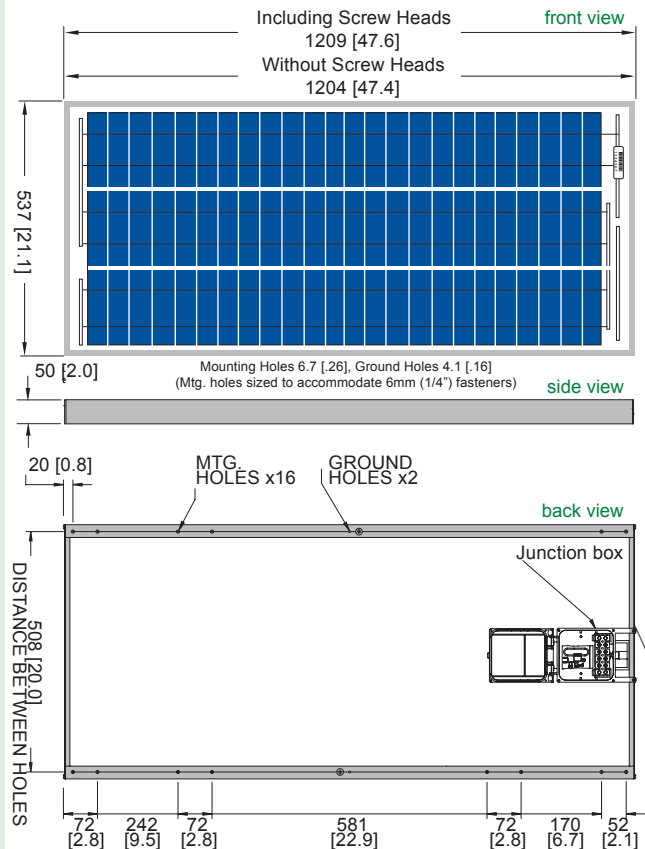 Including Screw Heads
front view
1209 [47.6]
Without Screw Heads
1204 [47.4]
537 [21.1]
50 [2.0]
Mounting Holes 6.7 [.26], Ground Holes 4.1 [.16]
(Mtg. holes sized to accommodate 6mm (1/4”) fasteners)
side view
20 [0.8]
MTG.
HOLES x16
GROUND
HOLES x2
back view
Junction box
508 [20.0]
DISTANCE BETWEEN HOLES
72
[2.8]
242
[9.5]
72
[2.8]
581
[22.9]
72
[2.8]
170
[6.7]
52
[2.1]